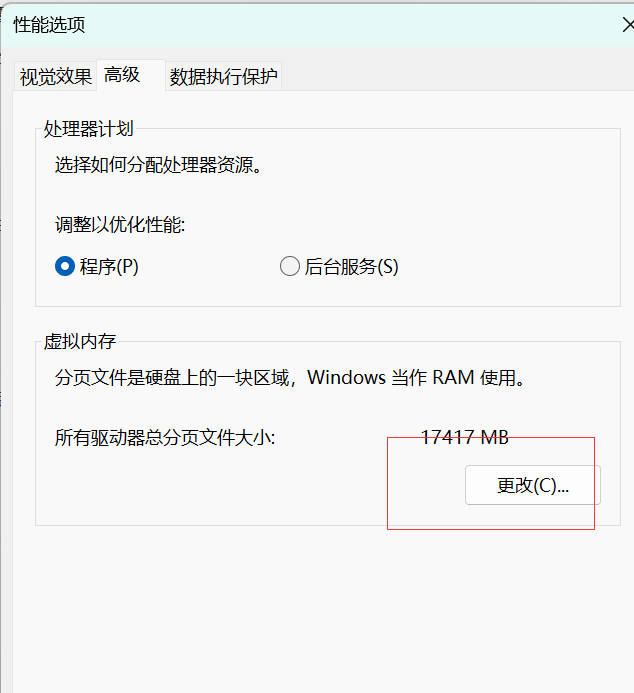 性能选项
视觉效果 高级 数据执行保护
处理器计划
选择如何分配处理器资源。
调整以优化性能:
程序(P) 后台服务(S)
虚拟内存
分页文件是硬盘上的一块区域，Windows 当作 RAM 使用。
所有驱动器总分页文件大小: 17417 MB
更改(C)...